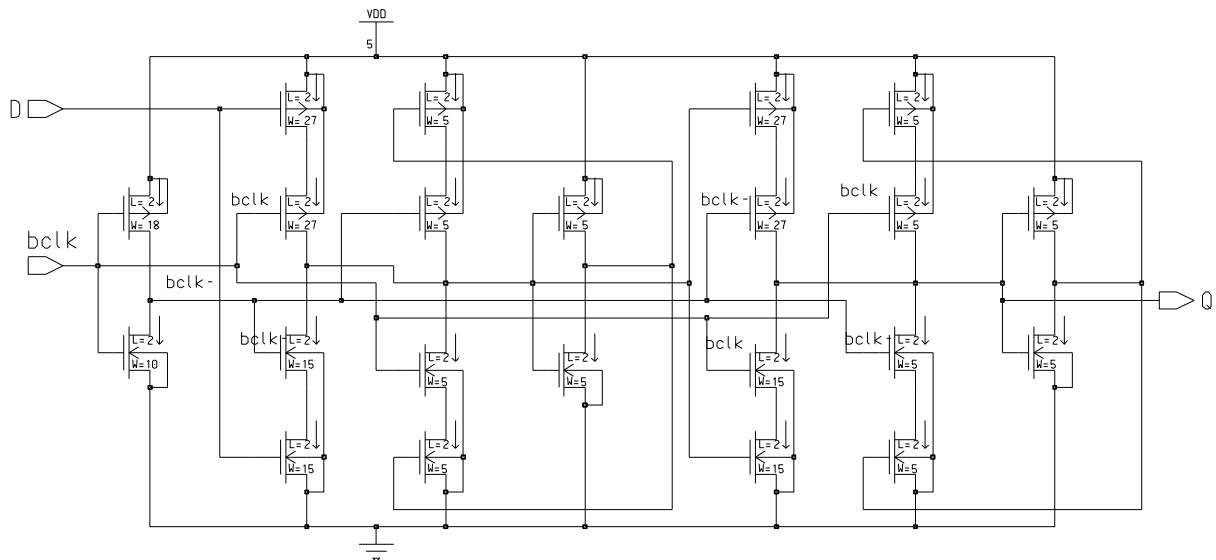 VDD
5
D
L= 2
W= 27
L= 2
W= 5
L= 2
W= 27
L= 2
W= 5
L= 2
W= 18
bclk
L= 2
W= 27
L= 2
W= 5
L= 2
W= 5
bclk-
L= 2
W= 27
bclk
L= 2
W= 5
L= 2
W= 5
bclk
bclk-
Q
L=2
W=10
bclk-
L=2
W=15
L=2
W=5
L=2
W=5
bclk
L=2
W=15
bclk-
L=2
W=5
L=2
W=5
L=2
W=15
L=2
W=5
L=2
W=15
L=2
W=5